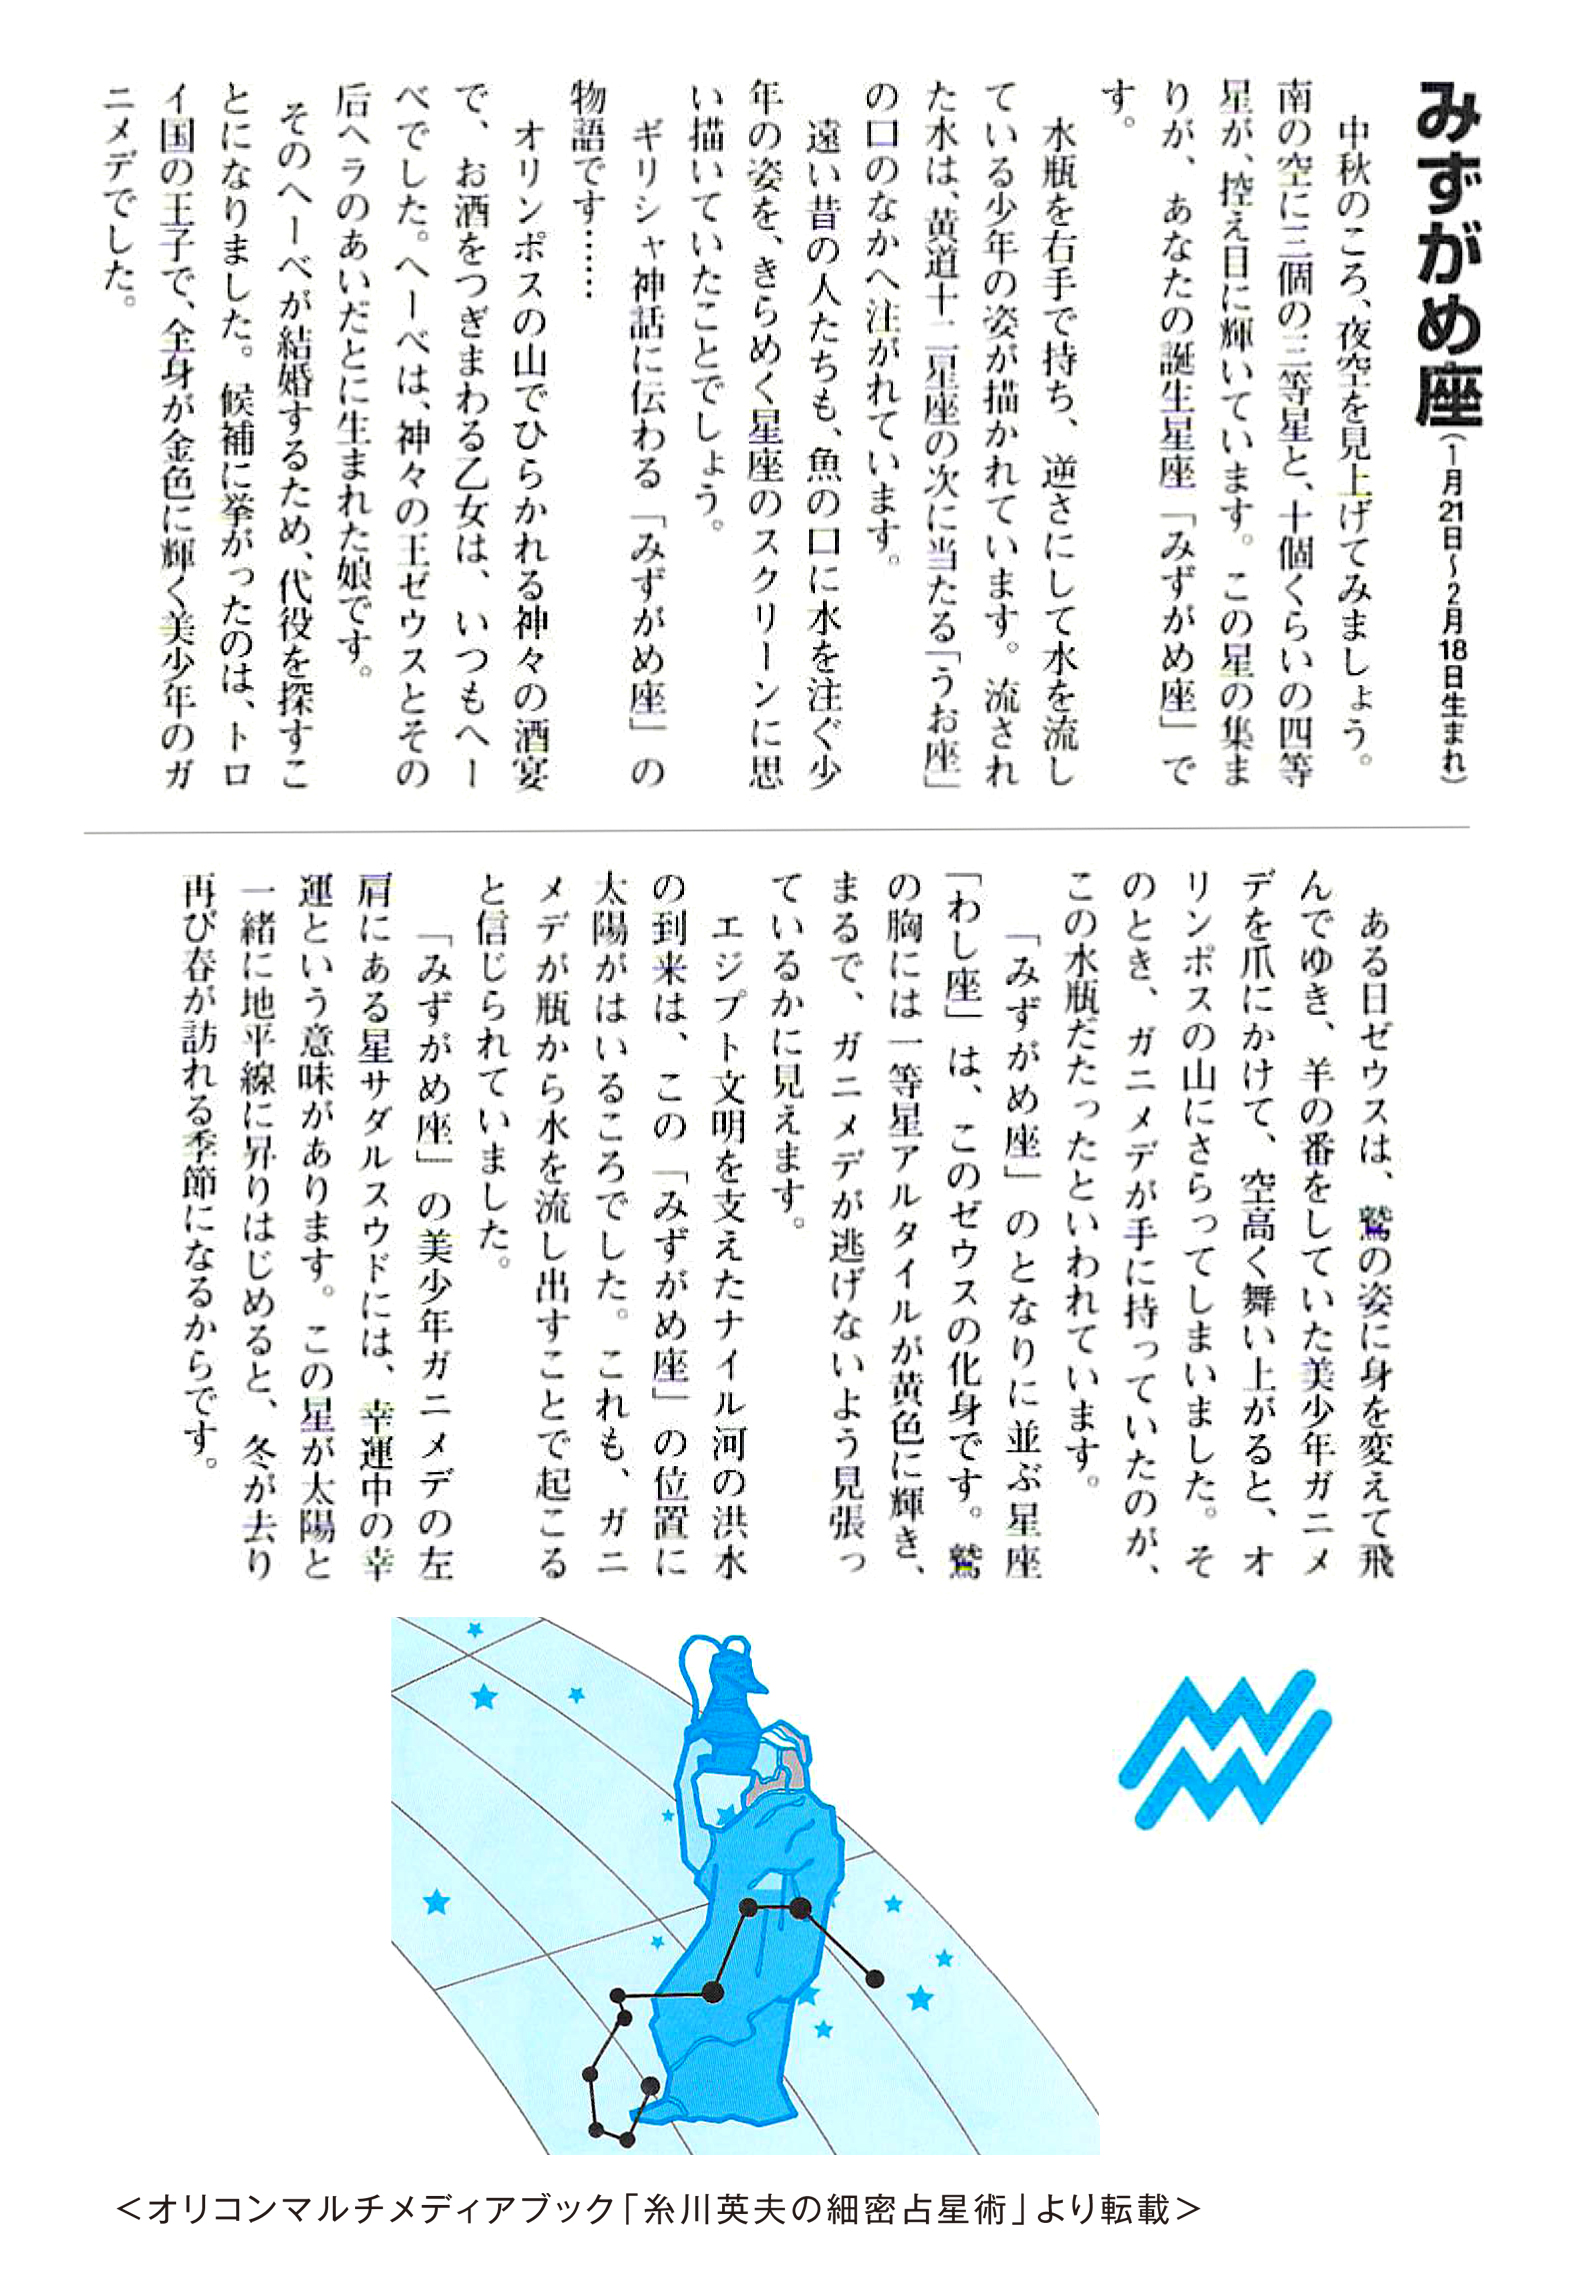 みずがめ座(1月21日〜2月18日生まれ)
中秋のころ、夜空を見上げてみましょう。
南の空に三個の三等星と、十個くらいの四等
星が、控え目に輝いています。この星の集ま
りが、あなたの誕生星座「みずがめ座」で
す。
水瓶を右手で持ち、逆さにして水を流し
ている少年の姿が描かれています。流され
た水は、黄道十二星座の次に当たる「うお座」
の口のなかへ注がれています。
遠い昔の人たちも、魚の口に水を注ぐ少
年の姿を、きらめく星座のスクリーンに思
い描いていたことでしょう。
ギリシャ神話に伝わる「みずがめ座」の
物語です……
オリンポスの山でひらかれる神々の酒宴
で、お酒をつぎまわる乙女は、いつもヘー
ベでした。ヘーベは、神々の王ゼウスとその
后ヘラのあいだとに生まれた娘です。
そのヘーベが結婚するため、代役を探すこ
とになりました。候補に挙がったのは、トロ
イ国の王子で、全身が金色に輝く美少年のガ
ニメデでした。
ある日ゼウスは、鷲の姿に身を変えて飛
んでゆき、羊の番をしていた美少年ガニメ
デを爪にかけて、空高く舞い上がると、オ
リンポスの山にさらってしまいました。そ
のとき、ガニメデが手に持っていたのが、
この水瓶だたったといわれています。
「みずがめ座」のとなりに並ぶ星座
「わし座」は、このゼウスの化身です。鷲
の胸には一等星アルタイルが黄色に輝き、
まるで、ガニメデが逃げないよう見張っ
ているかに見えます。
エジプト文明を支えたナイル河の洪水
の到来は、この「みずがめ座」の位置に
太陽がはいるころでした。これも、ガニ
メデが瓶から水を流し出すことで起こる
と信じられていました。
「みずがめ座」の美少年ガニメデの左
肩にある星サダルスウドには、幸運中の幸
運という意味があります。この星が太陽と
一緒に地平線に昇りはじめると、冬が去り
再び春が訪れる季節になるからです。
＜オリコンマルチメディアブック「糸川英夫の細密占星術」より転載＞